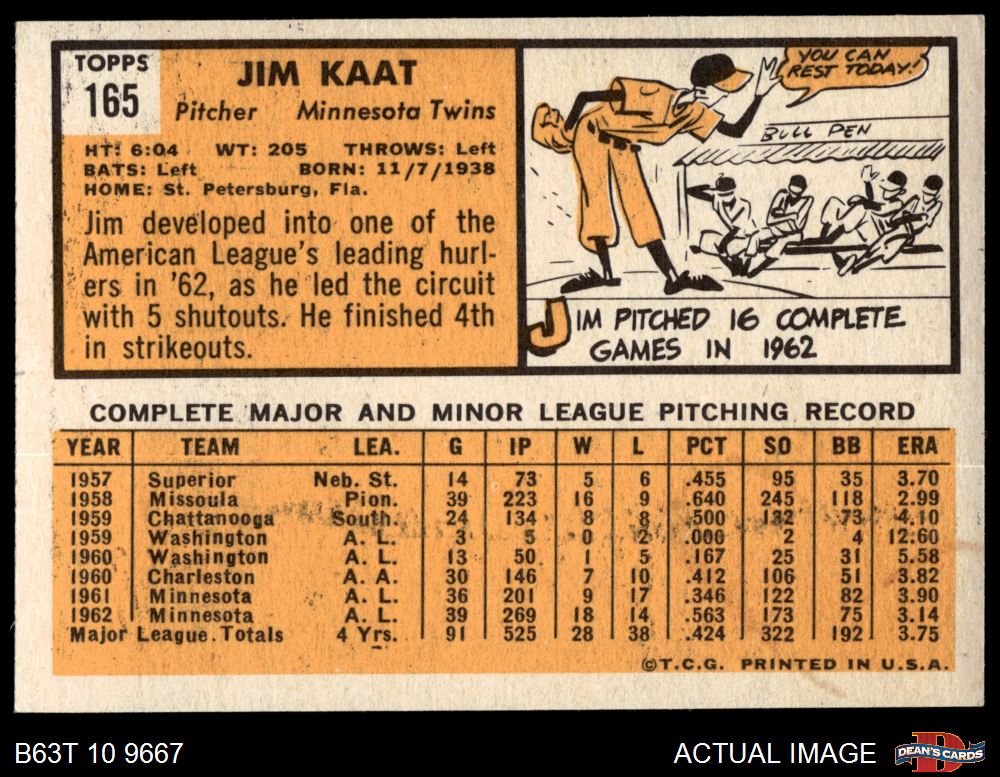 TOPPS
165
JIM KAAT
Pitcher Minnesota Twins
HT: 6:04 WT: 205 THROWS: Left
BATS: Left BORN: 11/7/1938
HOME: St. Petersburg, Fla.
Jim developed into one of the
American League's leading hurl-
ers in '62, as he led the circuit
with 5 shutouts. He finished 4th
in strikeouts.
YOU CAN
REST TODAY!
BULL PEN
JIM PITCHED 16 COMPLETE
GAMES IN 1962
COMPLETE MAJOR AND MINOR LEAGUE PITCHING RECORD
YEAR TEAM LEA. G IP W L PCT SO BB ERA
1957 Superior Neb. St. 14 73 5 6 .455 95 35 3.70
1958 Missoula Pion. 39 223 16 9 .640 245 118 2.99
1959 Chattanooga South. 24 134 8 8 .500 132 73 4.10
1959 Washington A. L. 3 5 0 2 .000 2 4 12.60
1960 Washington A. L. 13 50 1 5 .167 25 31 5.58
1960 Charleston A. A. 30 146 7 10 .412 106 51 3.82
1961 Minnesota A. L. 36 201 9 17 .346 122 82 3.90
1962 Minnesota A. L. 39 269 18 14 .563 173 75 3.14
Major League Totals 4 Yrs. 91 525 28 38 .424 322 192 3.75
©T.C.G. PRINTED IN U.S.A.
B63T 10 9667
ACTUAL IMAGE
D
DEAN'S CARDS